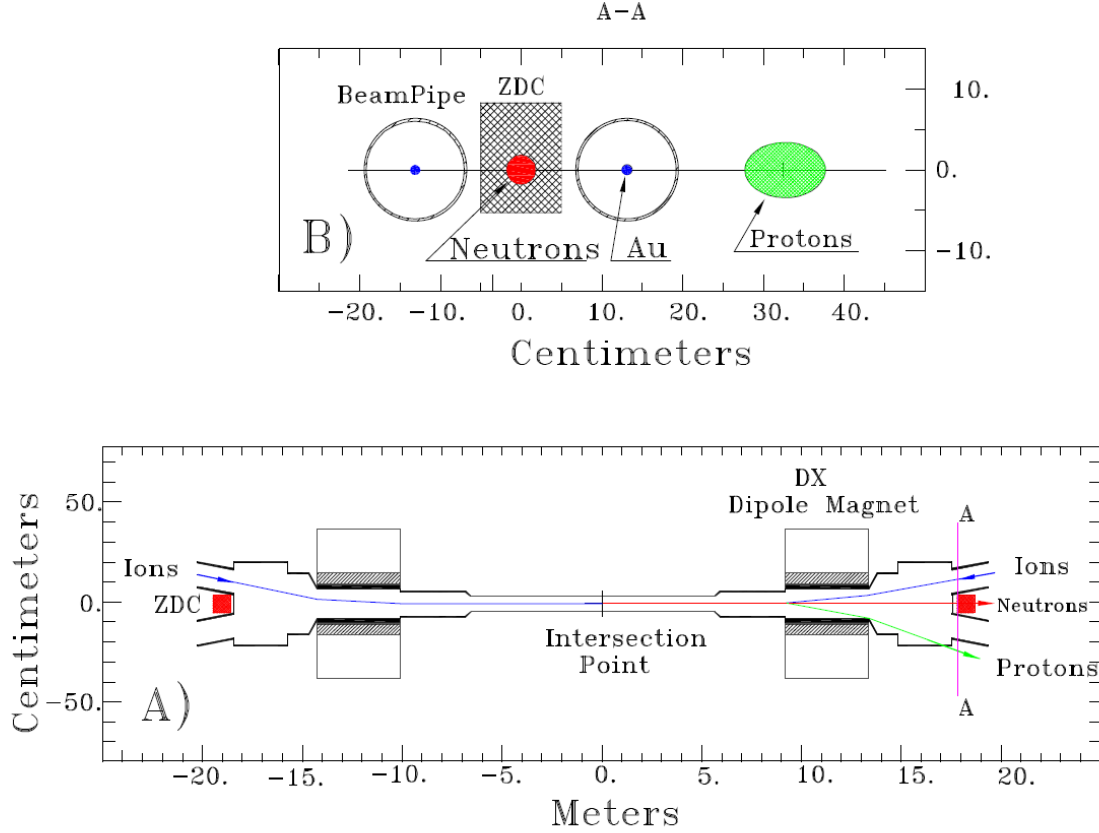 A-A
BeamPipe
ZDC
10.
0.
-10.
B)
Neutrons
Au
Protons
-20. -10. 0. 10. 20. 30. 40.
Centimeters
Centimeters
50.
0.
-50.
DX
Dipole Magnet
A
Ions
Ions
ZDC
Neutrons
Intersection
Point
Protons
A)
A
-20. -15. -10. -5. 0. 5. 10. 15. 20.
Meters